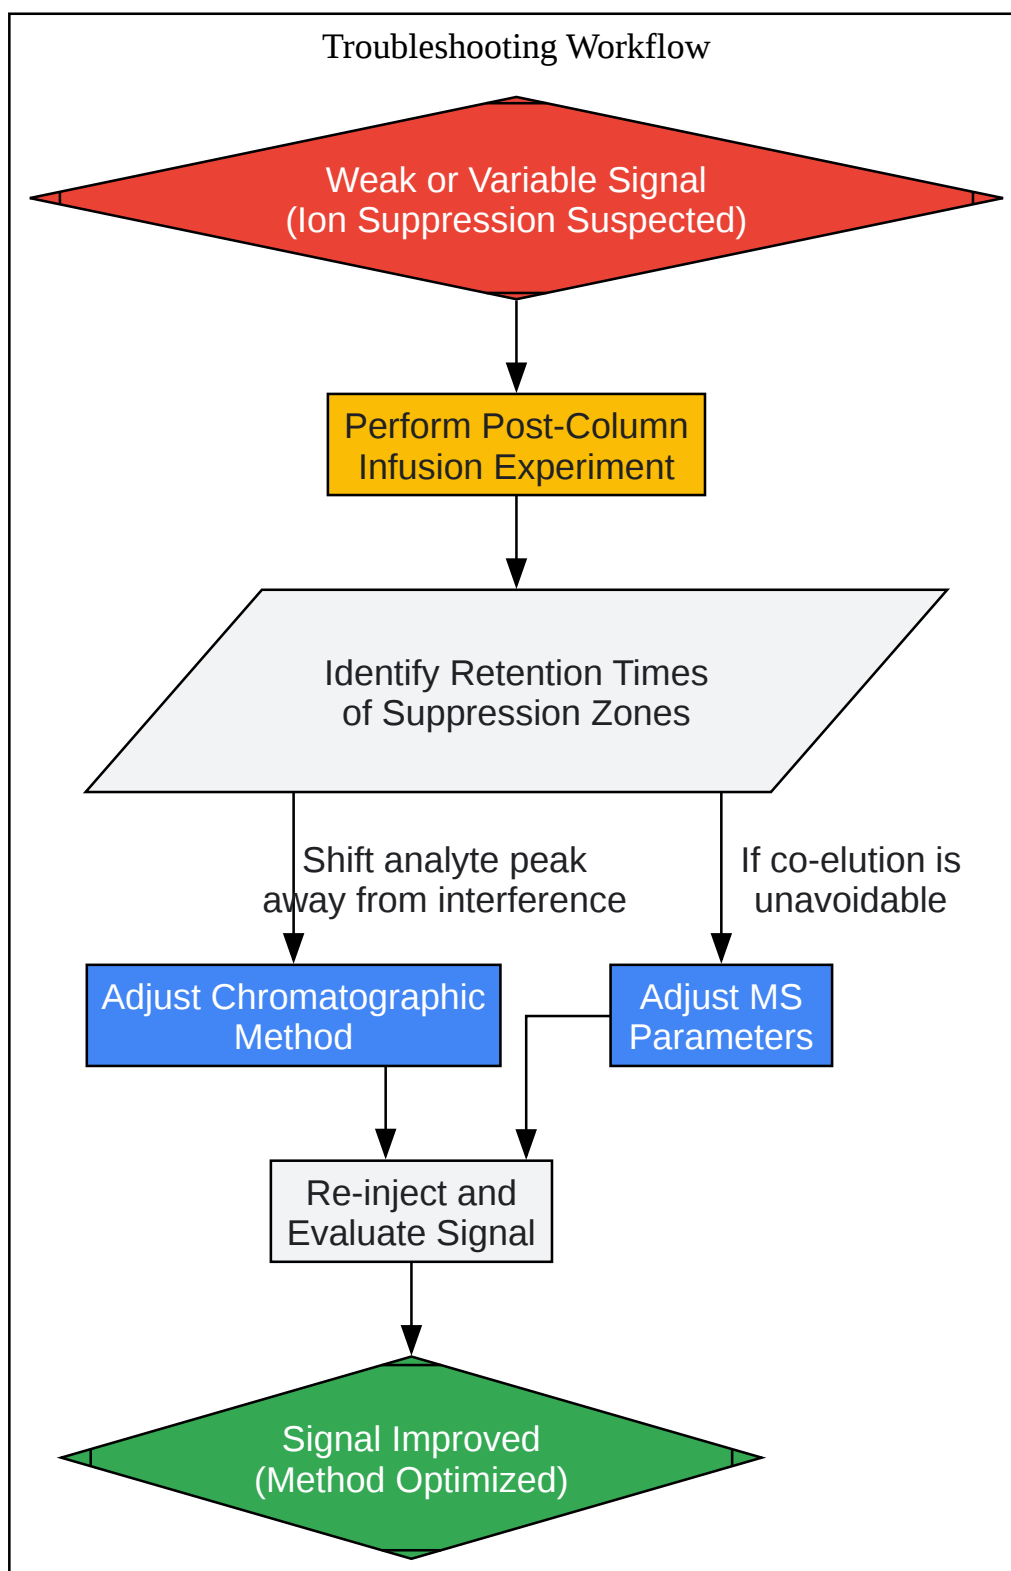 Troubleshooting Workflow
Weak or Variable Signal
(Ion Suppression Suspected)
Perform Post-Column
Infusion Experiment
Identify Retention Times
of Suppression Zones
Shift analyte peak
away from interference
If co-elution is
unavoidable
Adjust Chromatographic
Method
Adjust MS
Parameters
Re-inject and
Evaluate Signal
Signal Improved
(Method Optimized)